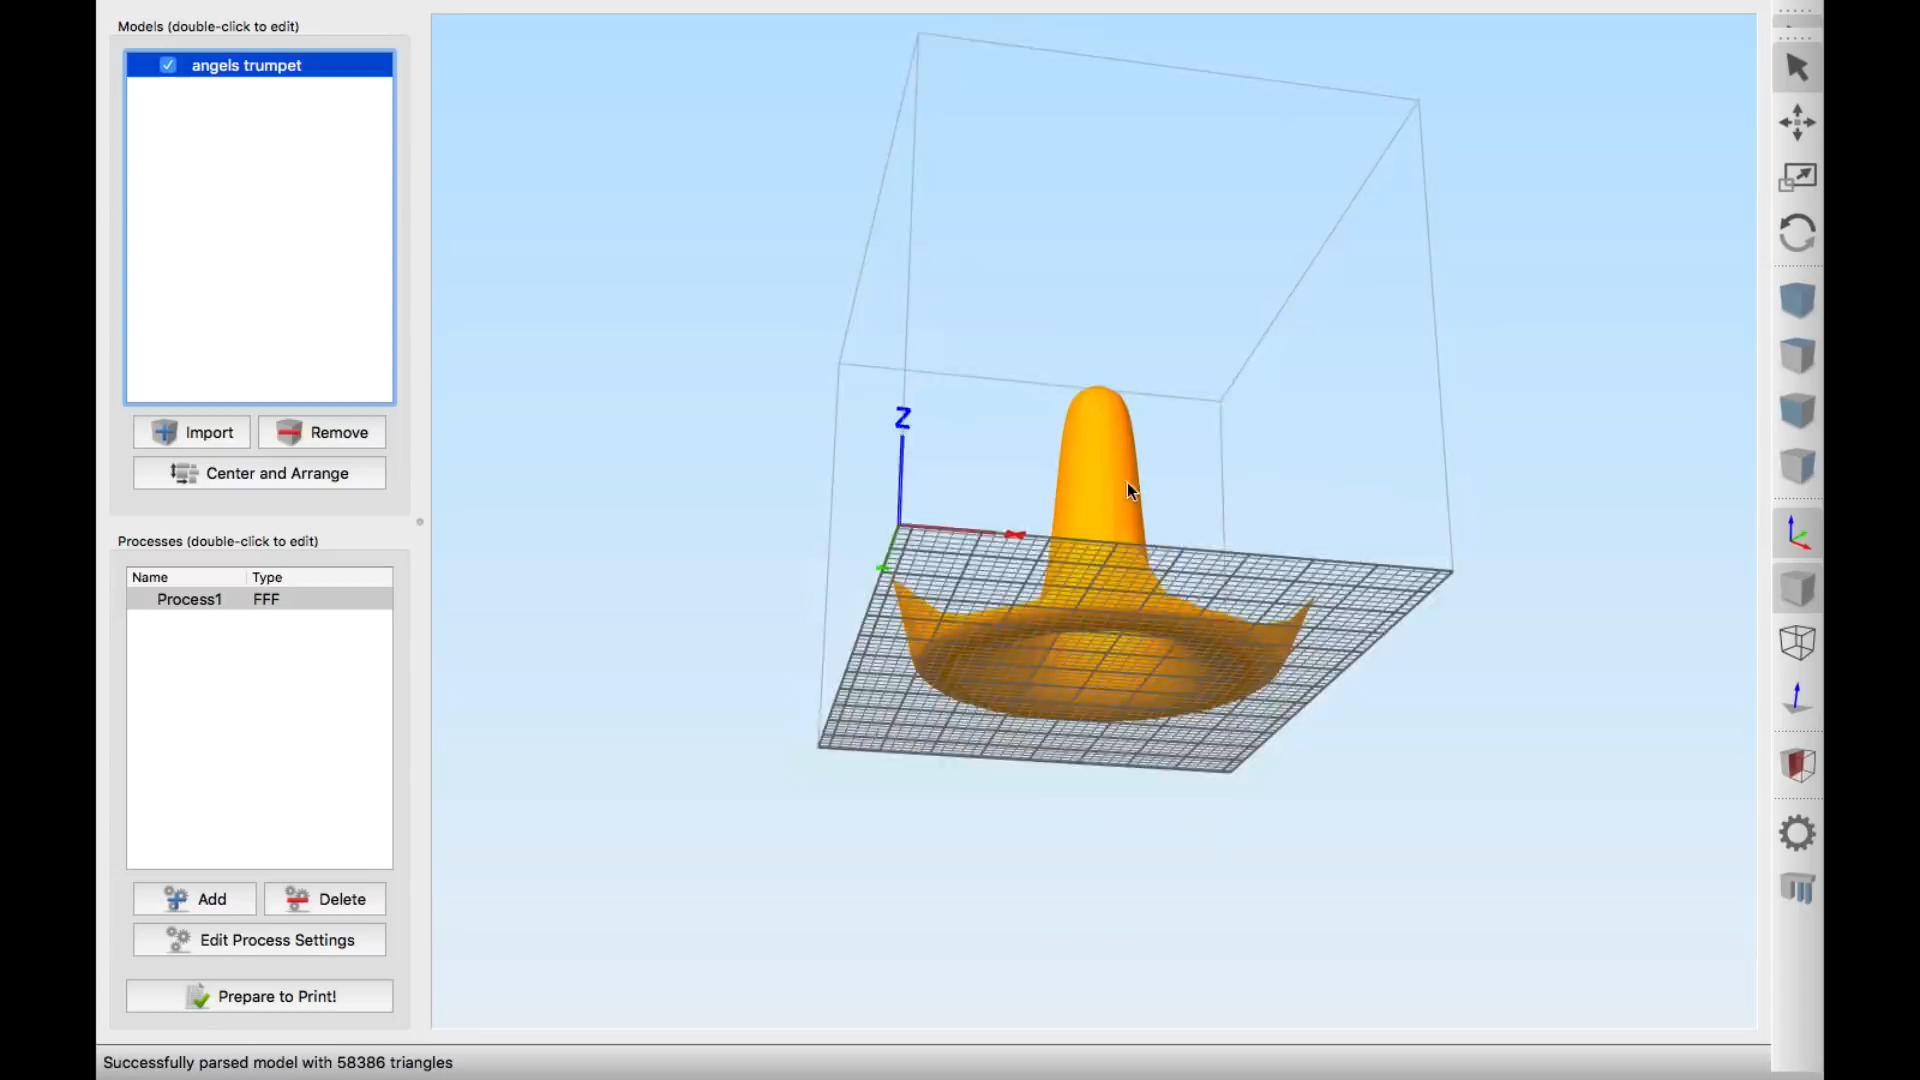 Models (double-click to edit)
angels trumpet
Import
Remove
Center and Arrange
Processes (double-click to edit)
Name Type
Process1 FFF
Add
Delete
Edit Process Settings
Prepare to Print!
Z
Successfully parsed model with 58386 triangles